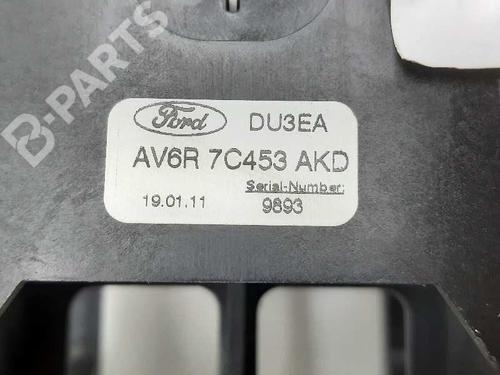 B-PARTS
Ford DU3EA
AV6R 7C453 AKD
19.01.11 Serial-Number:
9893